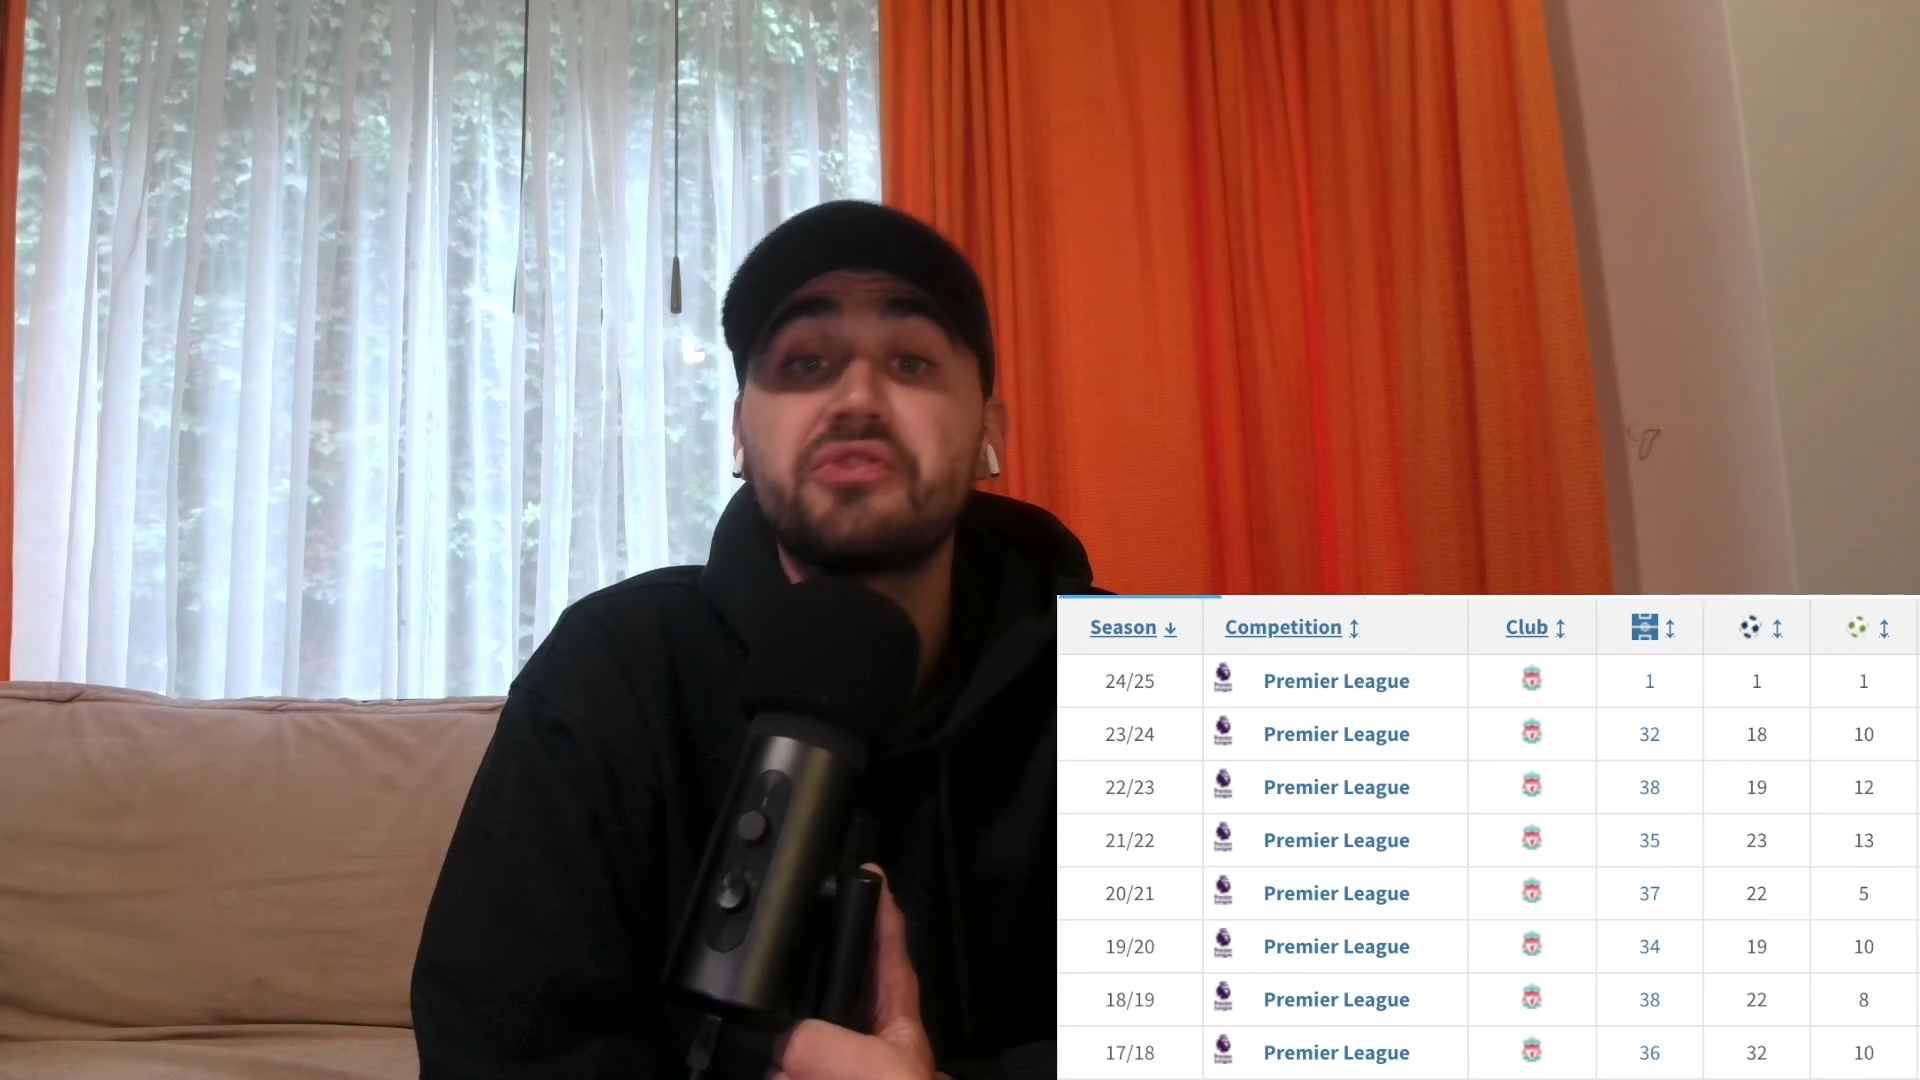 Season Competition Club
24/25 Premier League 1 1 1
23/24 Premier League 32 18 10
22/23 Premier League 38 19 12
21/22 Premier League 35 23 13
20/21 Premier League 37 22 5
19/20 Premier League 34 19 10
18/19 Premier League 38 22 8
17/18 Premier League 36 32 10